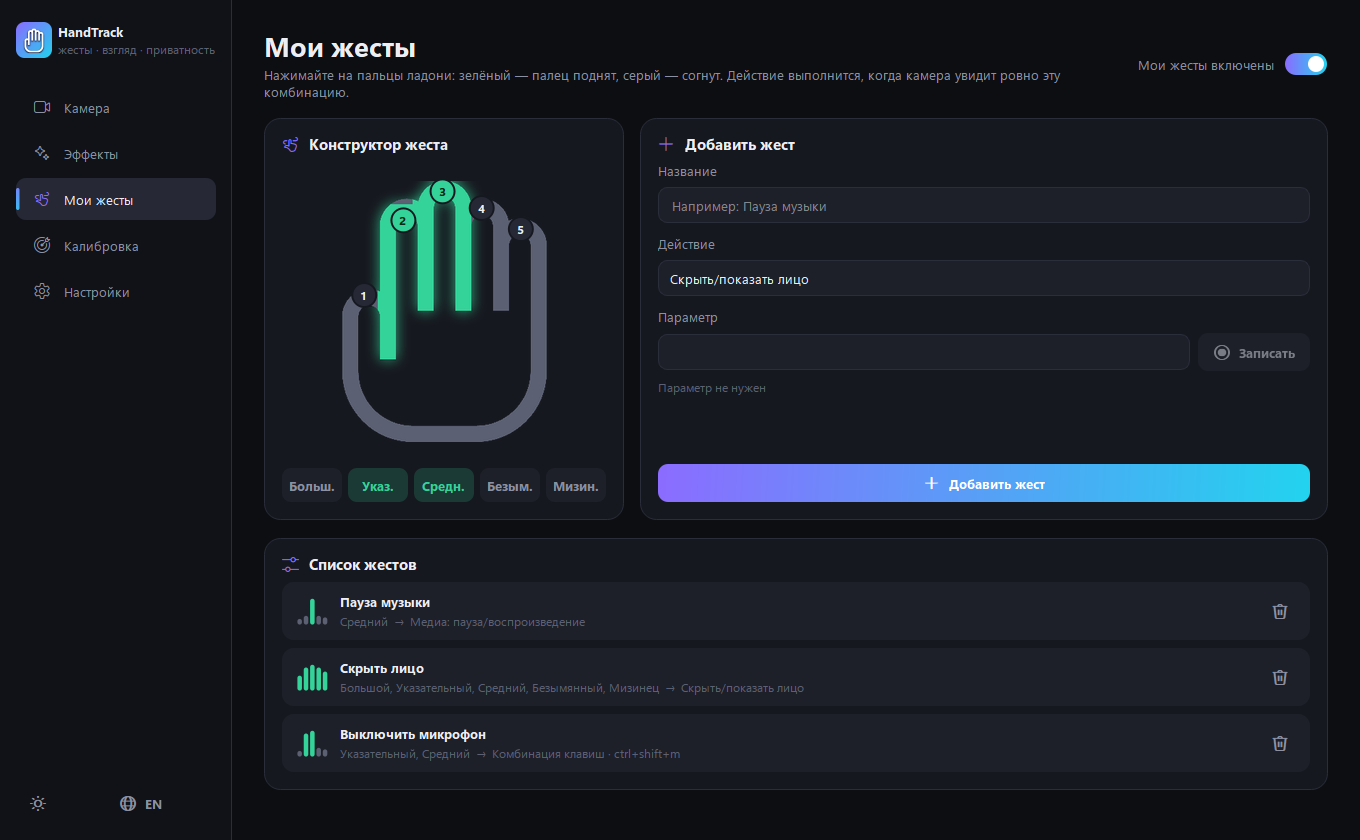 HandTrack
жесты · взгляд · приватность
Камера
Эффекты
Мои жесты
Калибровка
Настройки
EN
Мои жесты
Нажимайте на пальцы ладони: зелёный — палец поднят, серый — согнут. Действие выполнится, когда камера увидит ровно эту
комбинацию.
Мои жесты включены
Конструктор жеста
1
2
3
4
5
Больш.
Указ.
Средн.
Безым.
Мизин.
Добавить жест
Название
Например: Пауза музыки
Действие
Скрыть/показать лицо
Параметр
Записать
Параметр не нужен
Добавить жест
Список жестов
Пауза музыки
Средний → Медиа: пауза/воспроизведение
Скрыть лицо
Большой, Указательный, Средний, Безымянный, Мизинец → Скрыть/показать лицо
Выключить микрофон
Указательный, Средний → Комбинация клавиш · ctrl+shift+m